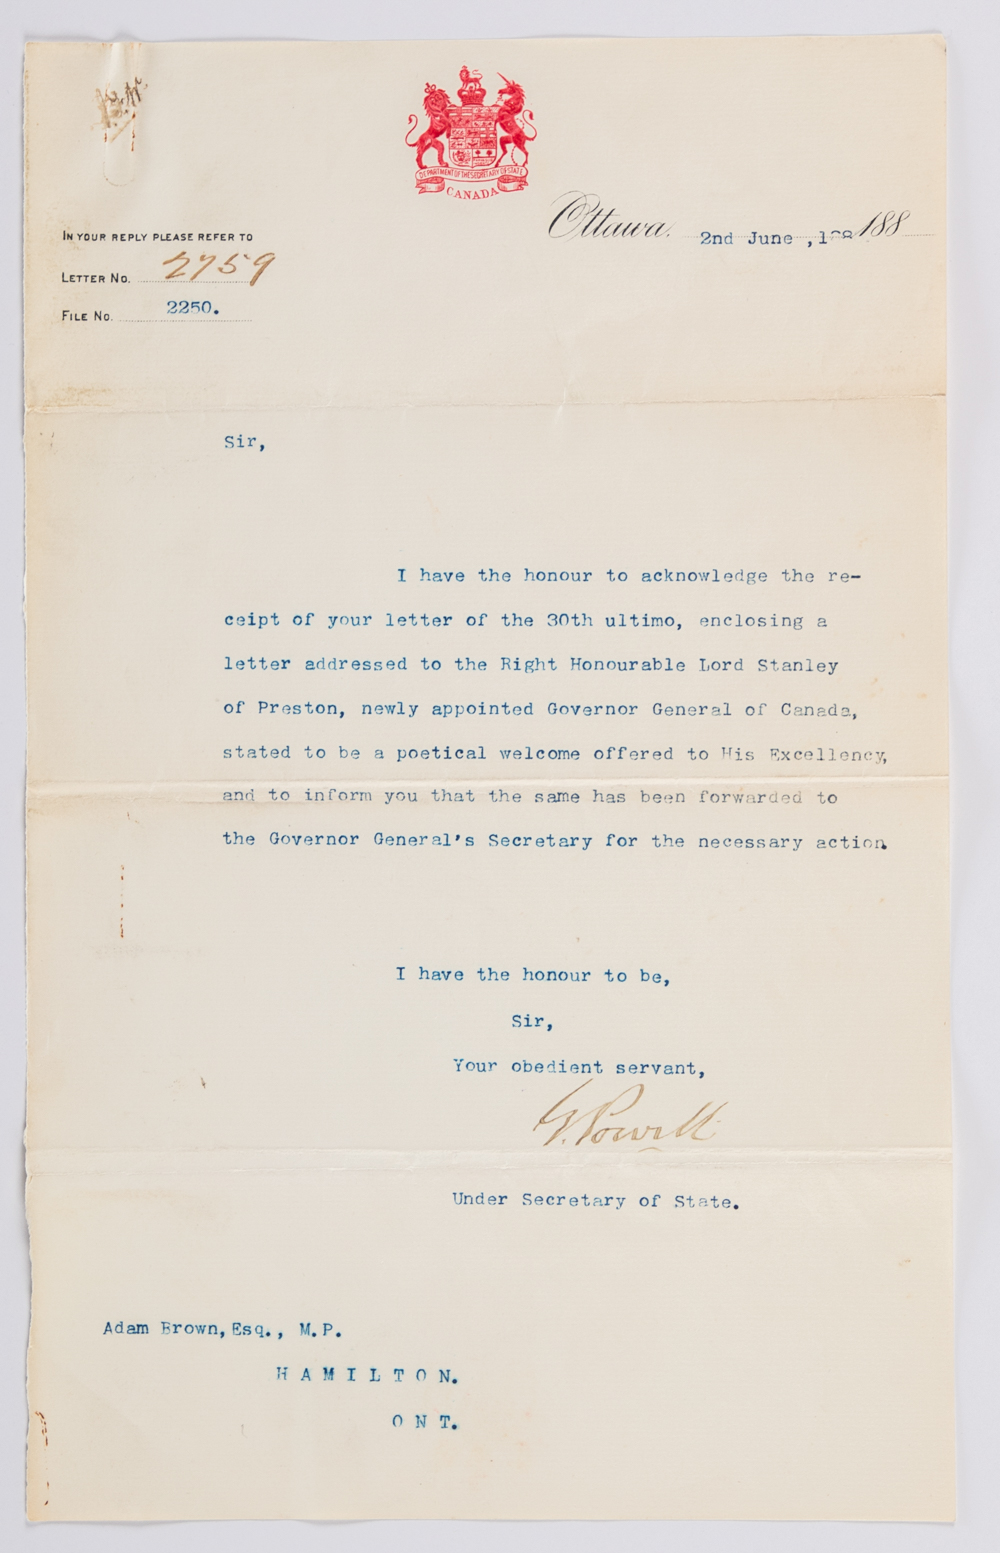 DEPARTMENT OF THE SECRETARY OF STATE
CANADA
Ottawa. 2nd June , 188
IN YOUR REPLY PLEASE REFER TO
LETTER NO. 2759
FILE NO. 2250.
Sir,
I have the honour to acknowledge the re-
ceipt of your letter of the 30th ultimo, enclosing a
letter addressed to the Right Honourable Lord Stanley
of Preston, newly appointed Governor General of Canada,
stated to be a poetical welcome offered to His Excellency,
and to inform you that the same has been forwarded to
the Governor General's Secretary for the necessary action.
I have the honour to be,
Sir,
Your obedient servant,
G. Powell
Under Secretary of State.
Adam Brown, Esq., M.P.
HAMILTON.
ONT.